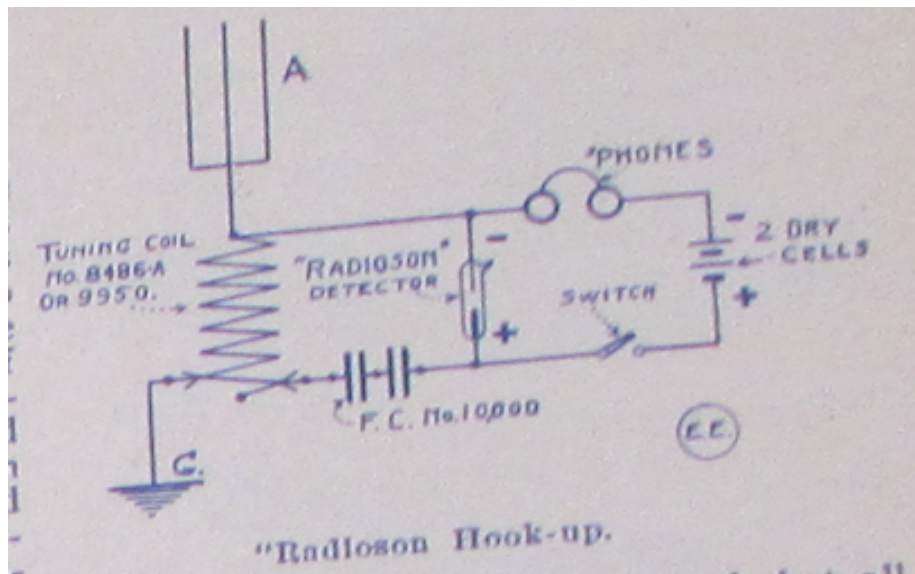 A
"PHONES
-
2 DRY
CELLS
+
TUNING COIL
No. 8486-A
OR 9950.
"RADIOSON"
DETECTOR
-
+
SWITCH
F. C. No. 10,000
E.E.
G.
"Radioson Hook-up.